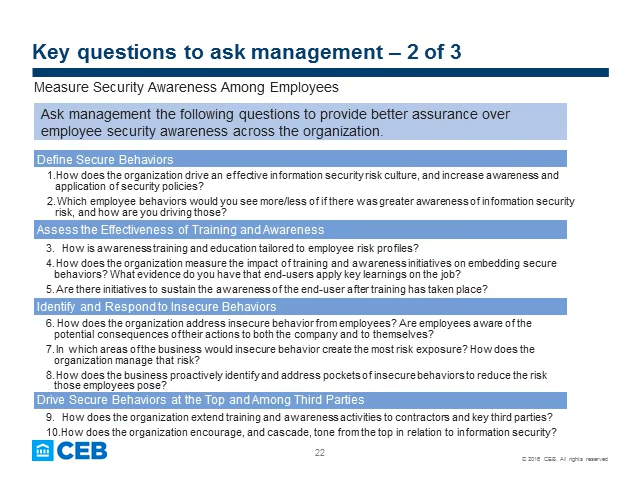 Key questions to ask management – 2 of 3
Measure Security Awareness Among Employees
Ask management the following questions to provide better assurance over
employee security awareness across the organization.
Define Secure Behaviors
1.How does the organization drive an effective information security risk culture, and increase awareness and
application of security policies?
2.Which employee behaviors would you see more/less of if there was greater awareness of information security
risk, and how are you driving those?
Assess the Effectiveness of Training and Awareness
3. How is awareness training and education tailored to employee risk profiles?
4.How does the organization measure the impact of training and awareness initiatives on embedding secure
behaviors? What evidence do you have that end-users apply key learnings on the job?
5.Are there initiatives to sustain the awareness of the end-user after training has taken place?
Identify and Respond to Insecure Behaviors
6. How does the organization address insecure behavior from employees? Are employees aware of the
potential consequences of their actions to both the company and to themselves?
7.In which areas of the business would insecure behavior create the most risk exposure? How does the
organization manage that risk?
8.How does the business proactively identify and address pockets of insecure behaviors to reduce the risk
those employees pose?
Drive Secure Behaviors at the Top and Among Third Parties
9. How does the organization extend training and awareness activities to contractors and key third parties?
10.How does the organization encourage, and cascade, tone from the top in relation to information security?
CEB
22
© 2016 CEB. All rights reserved